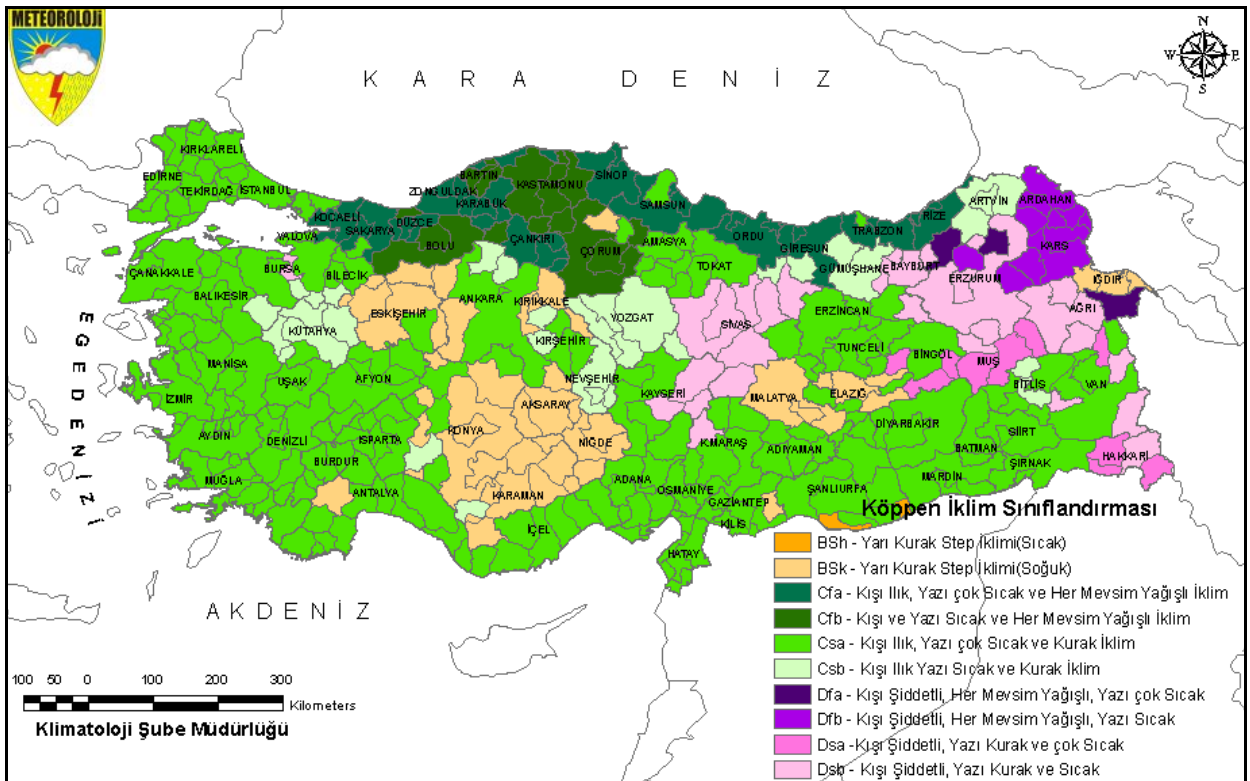 METEOROLOJİ
K A R A D E N İ Z
N
W E
S
KIRKLARELİ
EDİRNE
TEKİRDAĞ
İSTANBUL
KOCAELİ
YALOVA
SAKARYA
DÜZCE
ZONGULDAK
BARTIN
KARABÜK
KASTAMONU
SİNOP
SAMSUN
BOLU
ÇANKIRI
ÇORUM
AMASYA
TOKAT
ORDU
GİRESUN
TRABZON
RİZE
ARTVİN
ARDAHAN
KARS
GÜMÜŞHANE
BAYBURT
ERZURUM
IĞDIR
AĞRI
ÇANAKKALE
BALIKESİR
BURSA
BİLECİK
ESKİŞEHİR
KÜTAHYA
ANKARA
KIRIKKALE
KIRŞEHİR
YOZGAT
SİVAS
ERZİNCAN
TUNCELİ
BİNGÖL
MUŞ
BİTLİS
VAN
MANİSA
UŞAK
AFYON
İZMİR
AYDIN
DENİZLİ
ISPARTA
BURDUR
MUĞLA
ANTALYA
KONYA
AKSARAY
NEVŞEHİR
NİĞDE
KAYSERİ
KARAMAN
İÇEL
ADANA
OSMANİYE
HATAY
K.MARAŞ
GAZİANTEP
KİLİS
MALATYA
ELAZIĞ
ADIYAMAN
ŞANLIURFA
DİYARBAKIR
BATMAN
MARDİN
SİİRT
ŞIRNAK
HAKKARİ
E G E D E N İ Z İ
A K D E N İ Z
Köppen İklim Sınıflandırması
BSh - Yarı Kurak Step İklimi(Sıcak)
BSk - Yarı Kurak Step İklimi(Soğuk)
Cfa - Kışı Ilık, Yazı çok Sıcak ve Her Mevsim Yağışlı İklim
Cfb - Kışı ve Yazı Sıcak ve Her Mevsim Yağışlı İklim
Csa - Kışı Ilık, Yazı çok Sıcak ve Kurak İklim
Csb - Kışı Ilık Yazı Sıcak ve Kurak İklim
Dfa - Kışı Şiddetli, Her Mevsim Yağışlı, Yazı çok Sıcak
Dfb - Kışı Şiddetli, Her Mevsim Yağışlı, Yazı Sıcak
Dsa -Kışı Şiddetli, Yazı Kurak ve çok Sıcak
Dsb - Kışı Şiddetli, Yazı Kurak ve Sıcak
100 50 0 100 200 300
Kilometers
Klimatoloji Şube Müdürlüğü